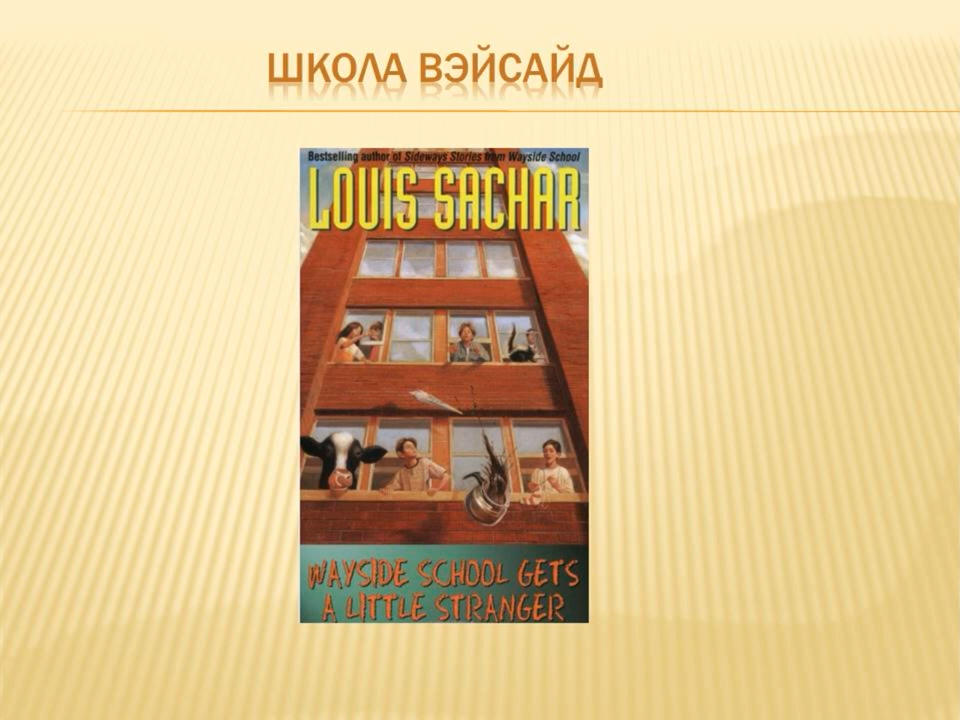 ШКОЛА ВЭЙСАЙД
Bestselling author of Sideways Stories from Wayside School
LOUIS SACHAR
WAYSIDE SCHOOL GETS
A LITTLE STRANGER